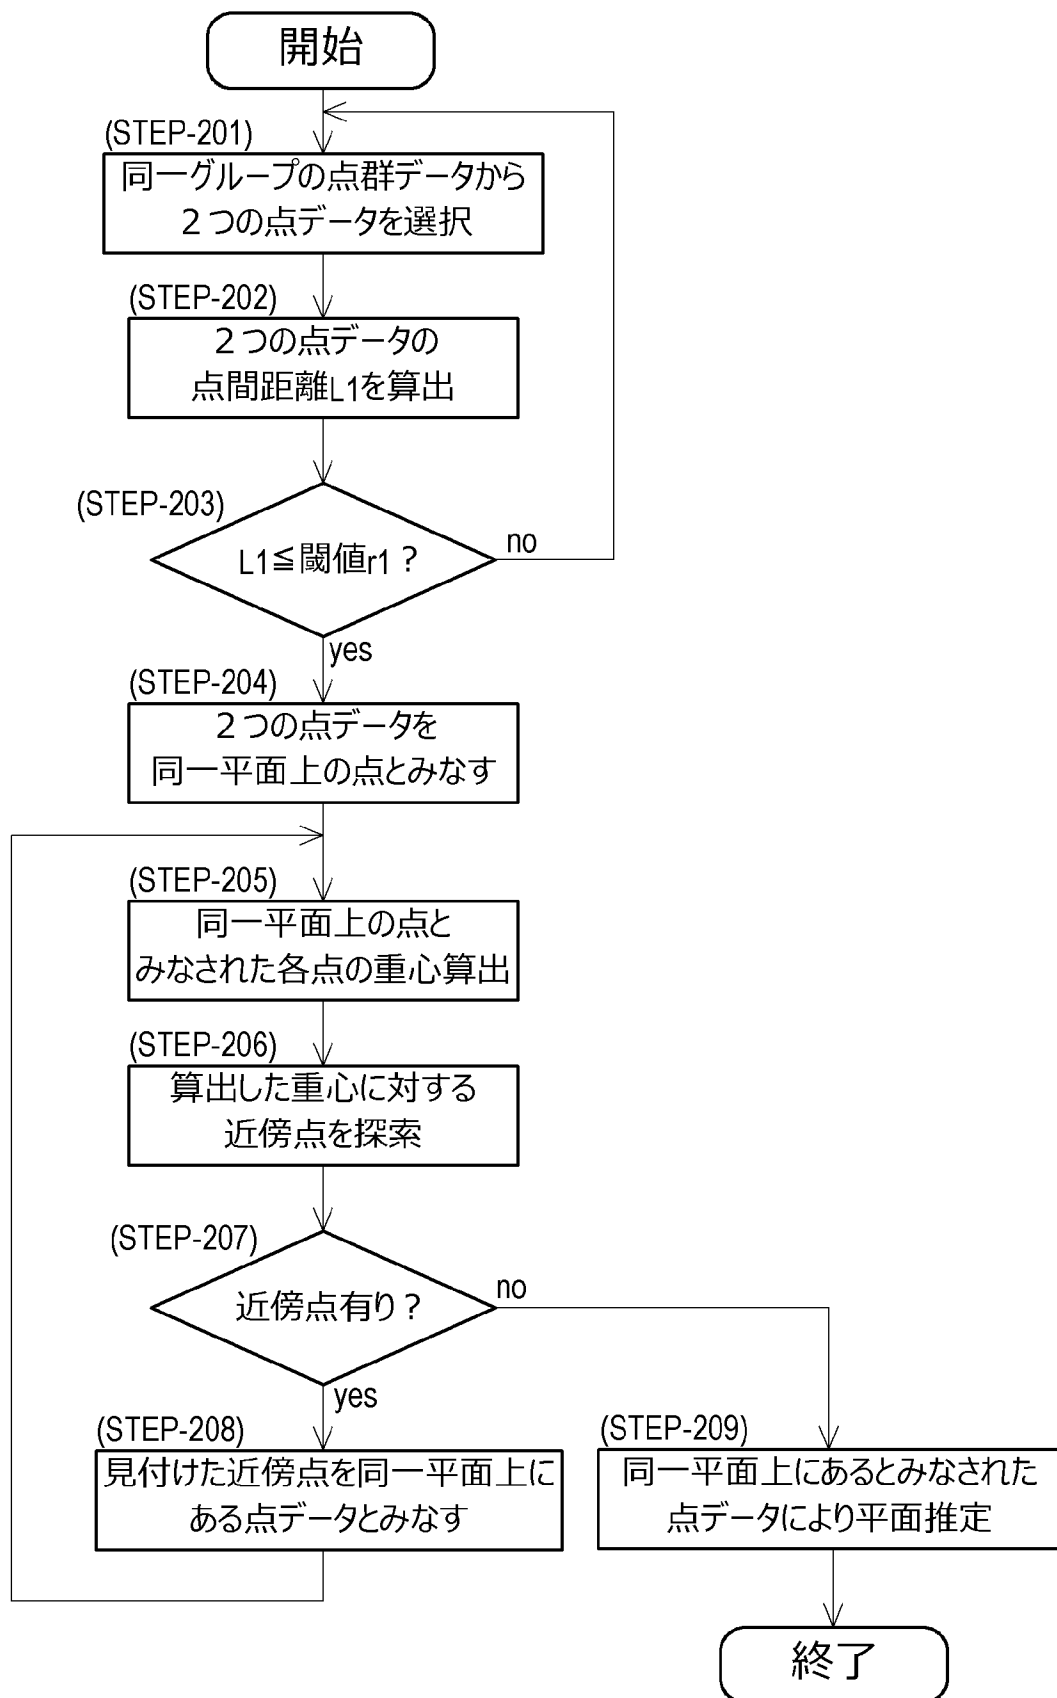 開始
(STEP-201)
同一グループの点群データから
２つの点データを選択
(STEP-202)
２つの点データの
点間距離L1を算出
(STEP-203)
L1≦閾値r1？
no
yes
(STEP-204)
２つの点データを
同一平面上の点とみなす
(STEP-205)
同一平面上の点と
みなされた各点の重心算出
(STEP-206)
算出した重心に対する
近傍点を探索
(STEP-207)
近傍点有り？
no
yes
(STEP-208)
見付けた近傍点を同一平面上に
ある点データとみなす
(STEP-209)
同一平面上にあるとみなされた
点データにより平面推定
終了